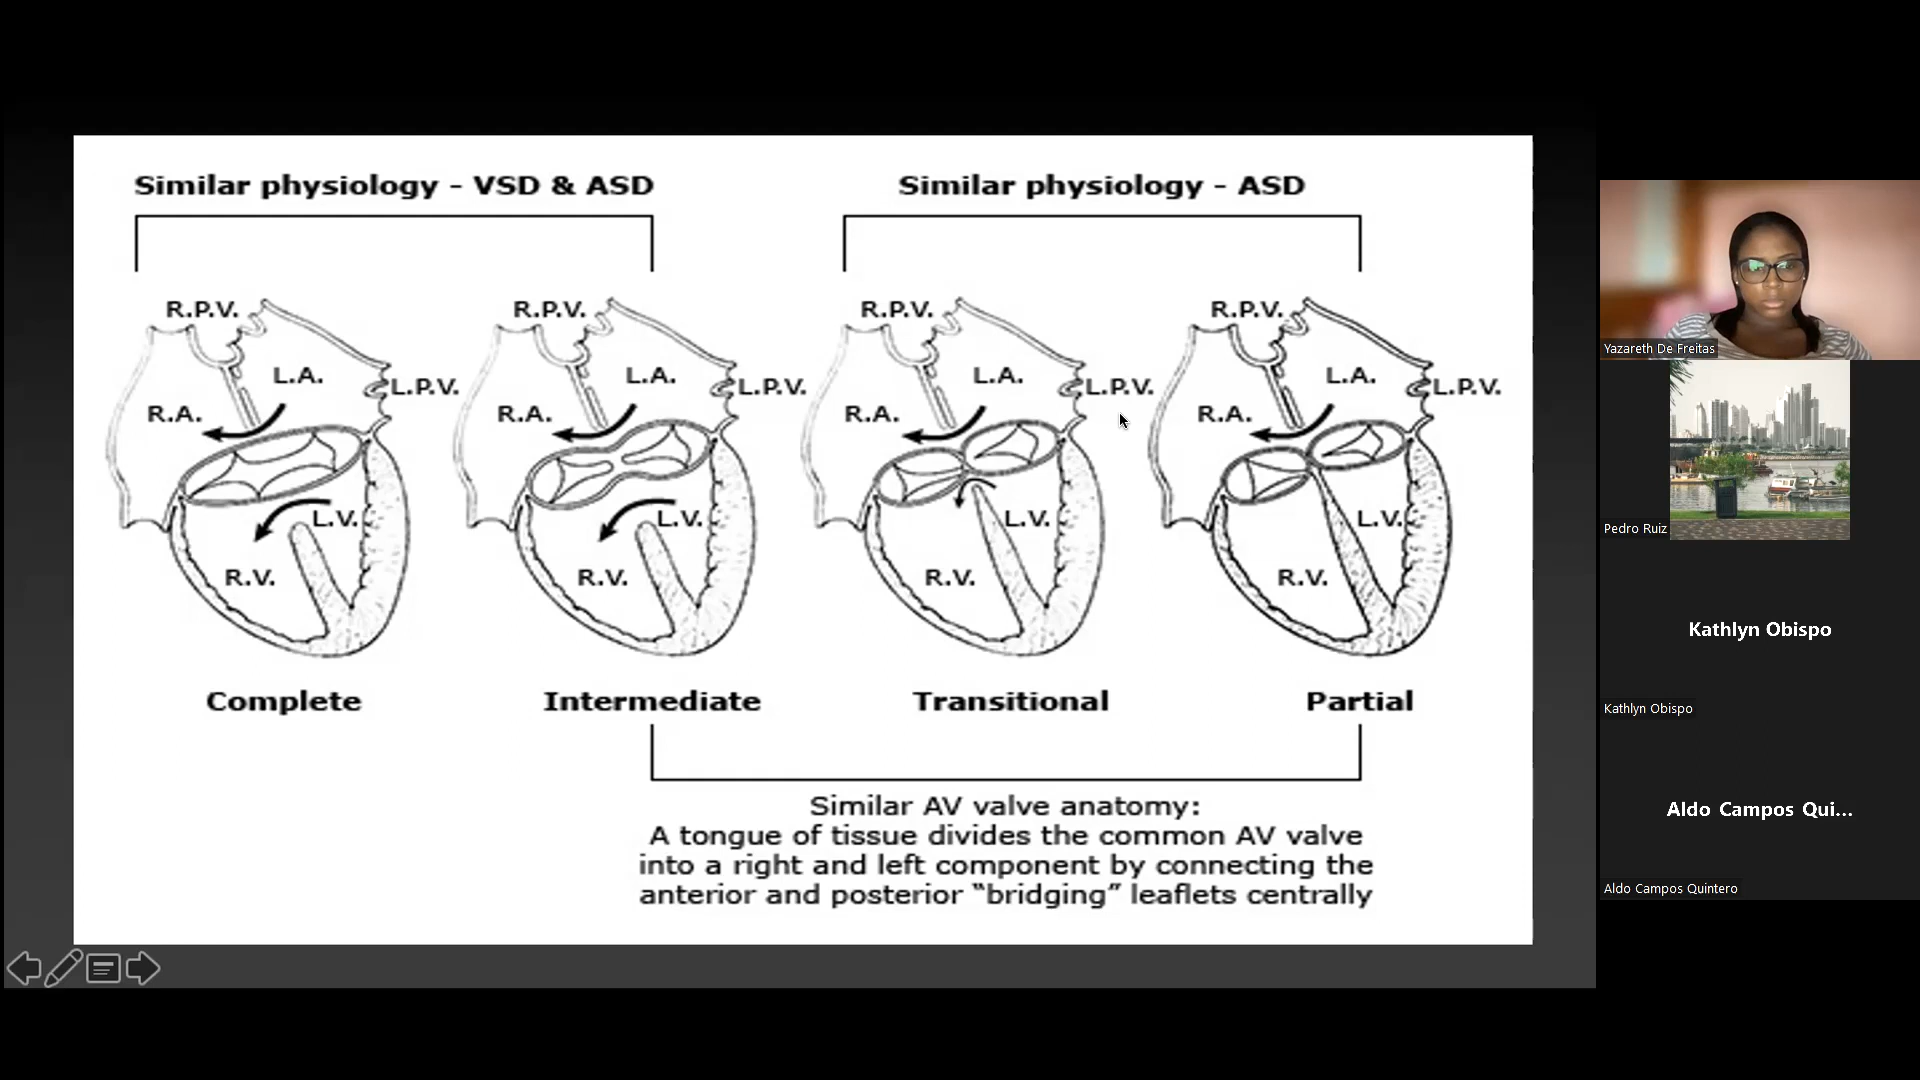 Similar physiology - VSD & ASD
Similar physiology - ASD
R.P.V.
L.A.
L.P.V.
R.A.
L.V.
R.V.
R.P.V.
L.A.
L.P.V.
R.A.
L.V.
R.V.
R.P.V.
L.A.
L.P.V.
R.A.
L.V.
R.V.
R.P.V.
L.A.
L.P.V.
R.A.
L.V.
R.V.
Complete
Intermediate
Transitional
Partial
Similar AV valve anatomy:
A tongue of tissue divides the common AV valve
into a right and left component by connecting the
anterior and posterior “bridging” leaflets centrally
Yazareth De Freitas
Pedro Ruiz
Kathlyn Obispo
Kathlyn Obispo
Aldo Campos Qui...
Aldo Campos Quintero